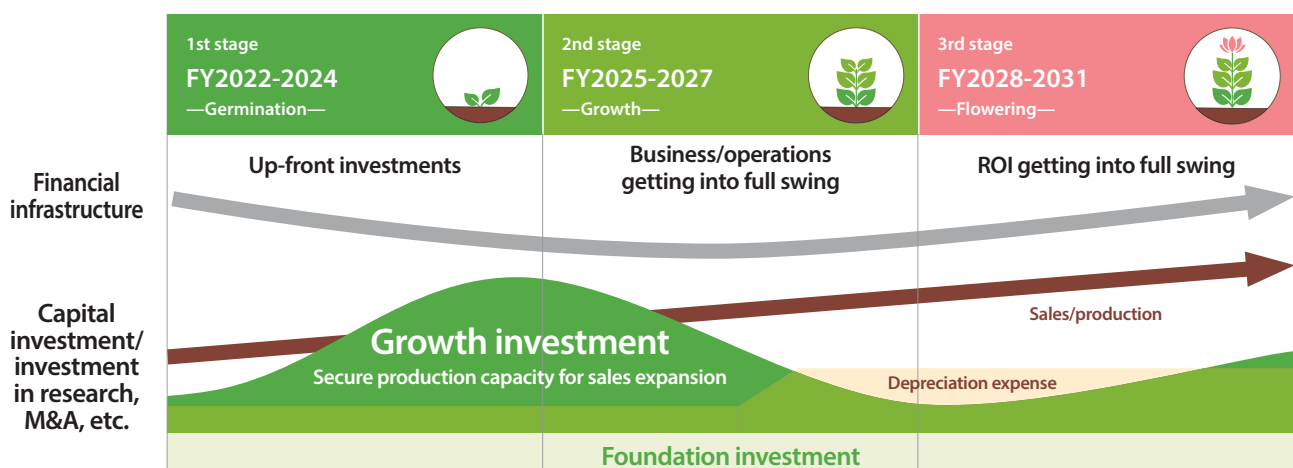 1st stage
FY2022-2024
—Germination—
2nd stage
FY2025-2027
—Growth—
3rd stage
FY2028-2031
—Flowering—
Financial
infrastructure
Up-front investments
Business/operations
getting into full swing
ROI getting into full swing
Capital
investment/
investment
in research,
M&A, etc.
Sales/production
Growth investment
Secure production capacity for sales expansion
Depreciation expense
Foundation investment